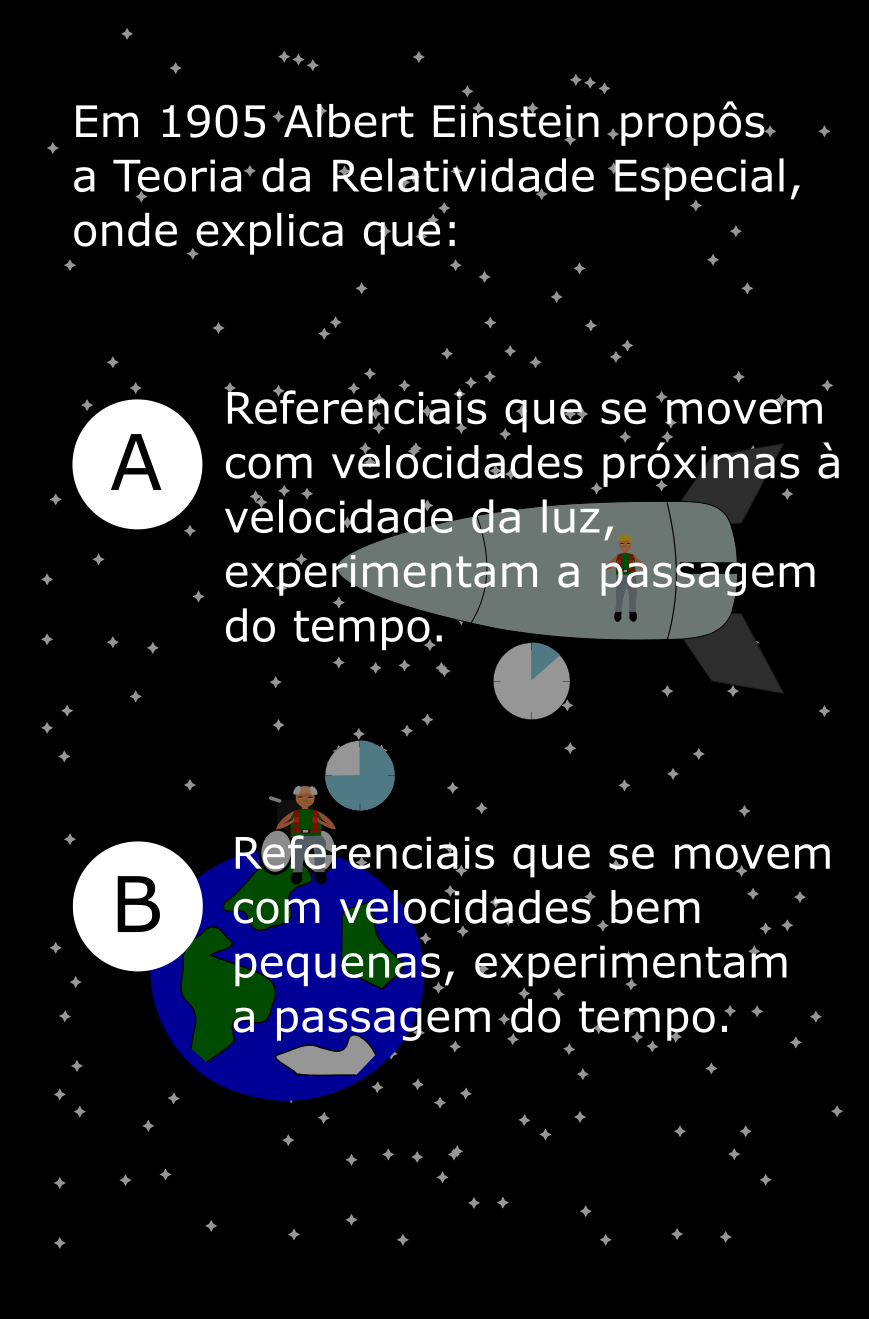 Em 1905 Albert Einstein propôs
a Teoria da Relatividade Especial,
onde explica que:
A
Referenciais que se movem
com velocidades próximas à
velocidade da luz,
experimentam a passagem
do tempo.
B
Referenciais que se movem
com velocidades bem
pequenas, experimentam
a passagem do tempo.